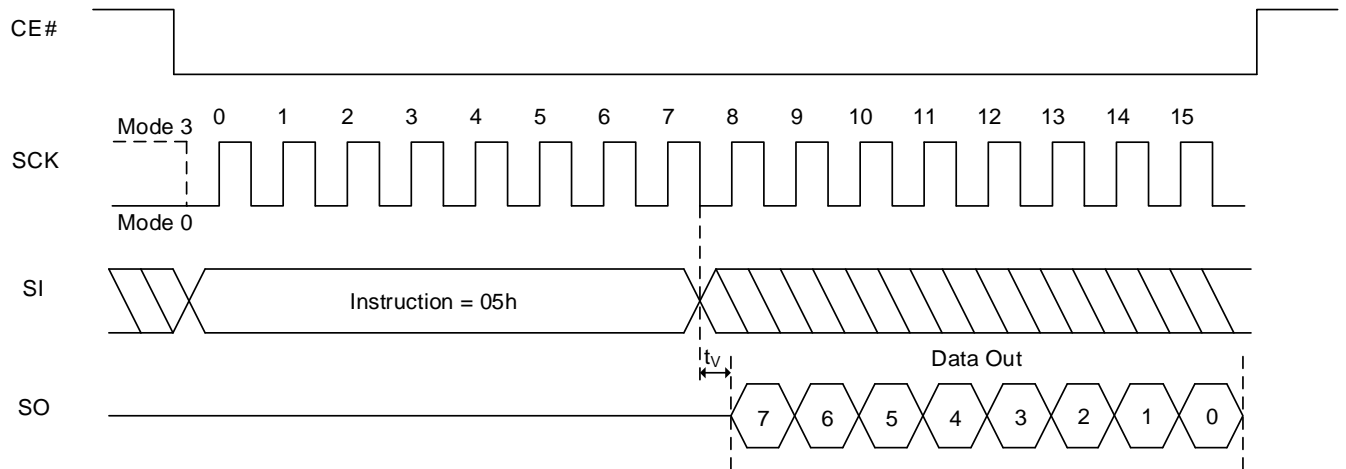 CE#
Mode 3
0 1 2 3 4 5 6 7 8 9 10 11 12 13 14 15
SCK
Mode 0
SI
Instruction = 05h
tV
Data Out
SO
7 6 5 4 3 2 1 0